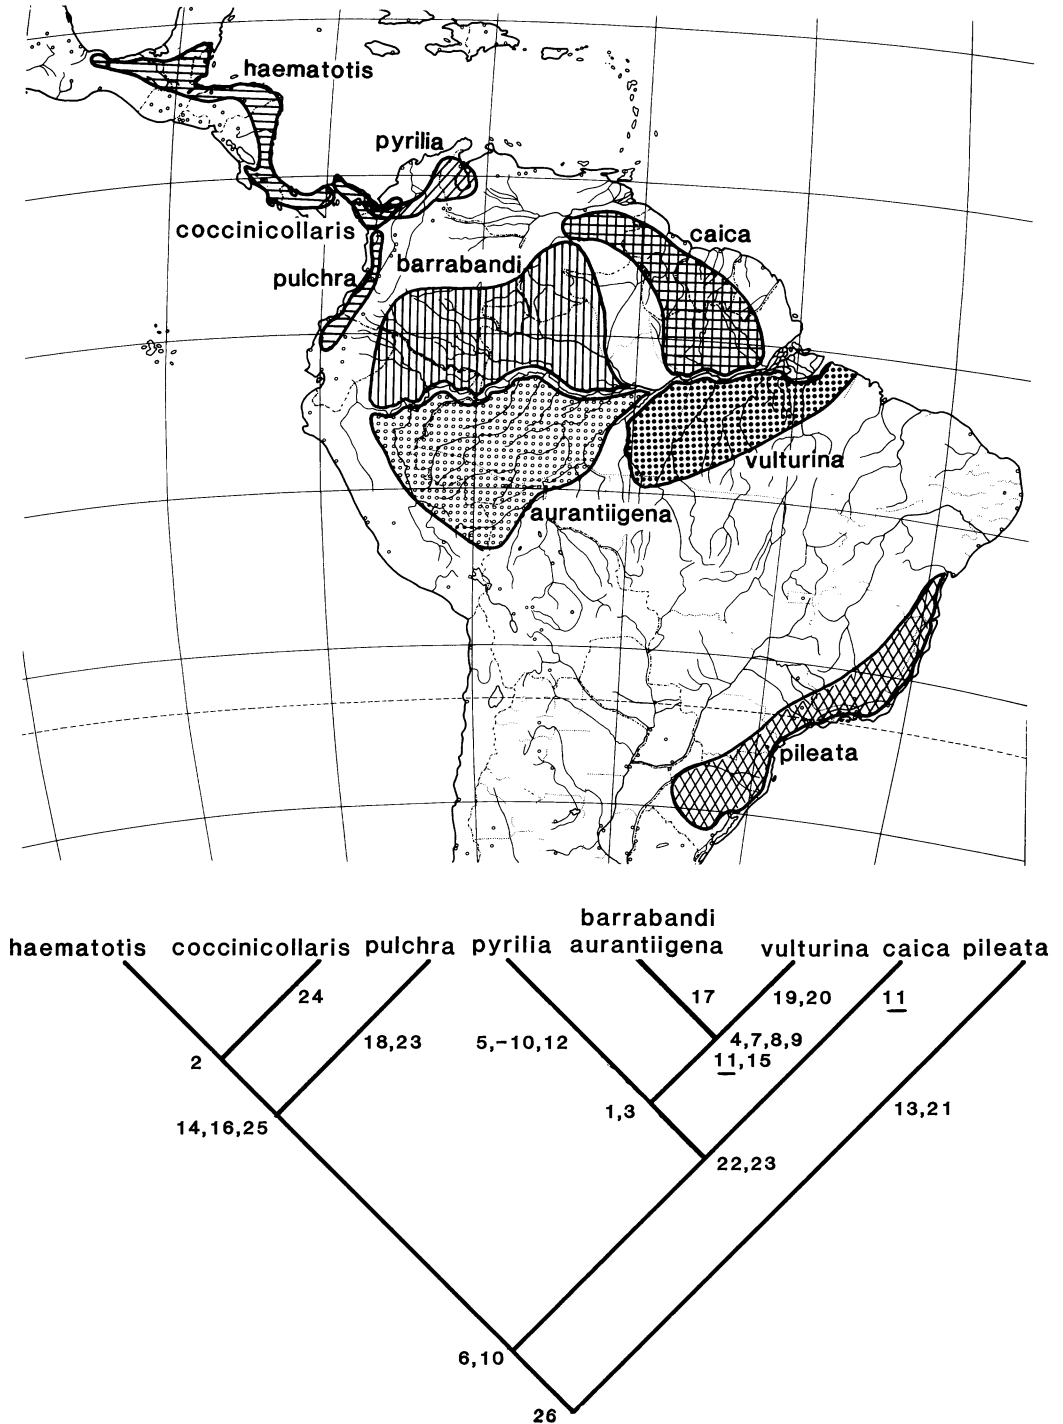 haematotis
pyrilia
coccinicollaris
caica
barrabandi
pulchra
vulturina
aurantiigena
pileata
barrabandi
haematotis coccinicollaris pulchra pyrilia aurantiigena vulturina caica pileata
24 17 19,20 11
18,23 5,-10,12 4,7,8,9
2 11,15
14,16,25 1,3 13,21
22,23
6,10
26